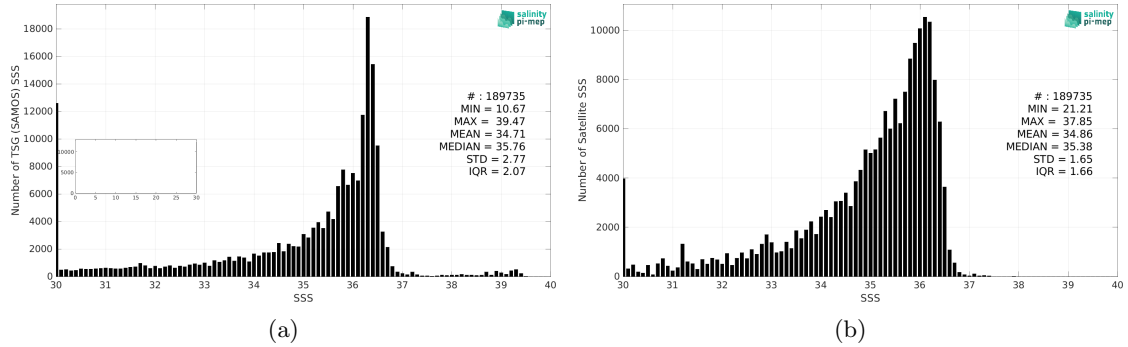 18000
16000
14000
12000
10000
8000
6000
4000
2000
0
Number of TSG (SAMOS) SSS
salinity
pi-mep
# : 189735
MIN = 10.67
MAX = 39.47
MEAN = 34.71
MEDIAN = 35.76
STD = 2.77
IQR = 2.07
10000
5000
0
0 5 10 15 20 25 30
30 31 32 33 34 35 36 37 38 39 40
SSS
(a)
10000
8000
6000
4000
2000
0
Number of Satellite SSS
salinity
pi-mep
# : 189735
MIN = 21.21
MAX = 37.85
MEAN = 34.86
MEDIAN = 35.38
STD = 1.65
IQR = 1.66
30 31 32 33 34 35 36 37 38 39 40
SSS
(b)